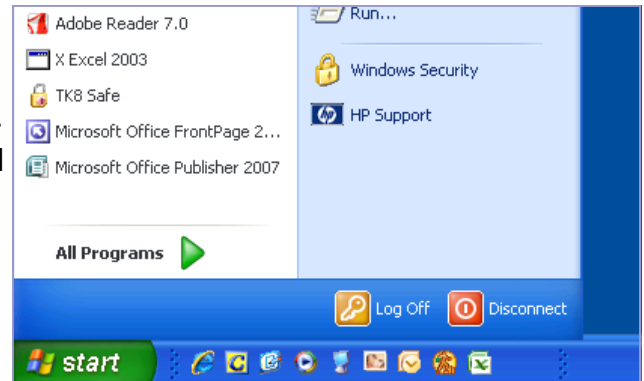 Adobe Reader 7.0
X Excel 2003
TK8 Safe
Microsoft Office FrontPage 2...
Microsoft Office Publisher 2007
All Programs
Run...
Windows Security
HP Support
Log Off
Disconnect
start